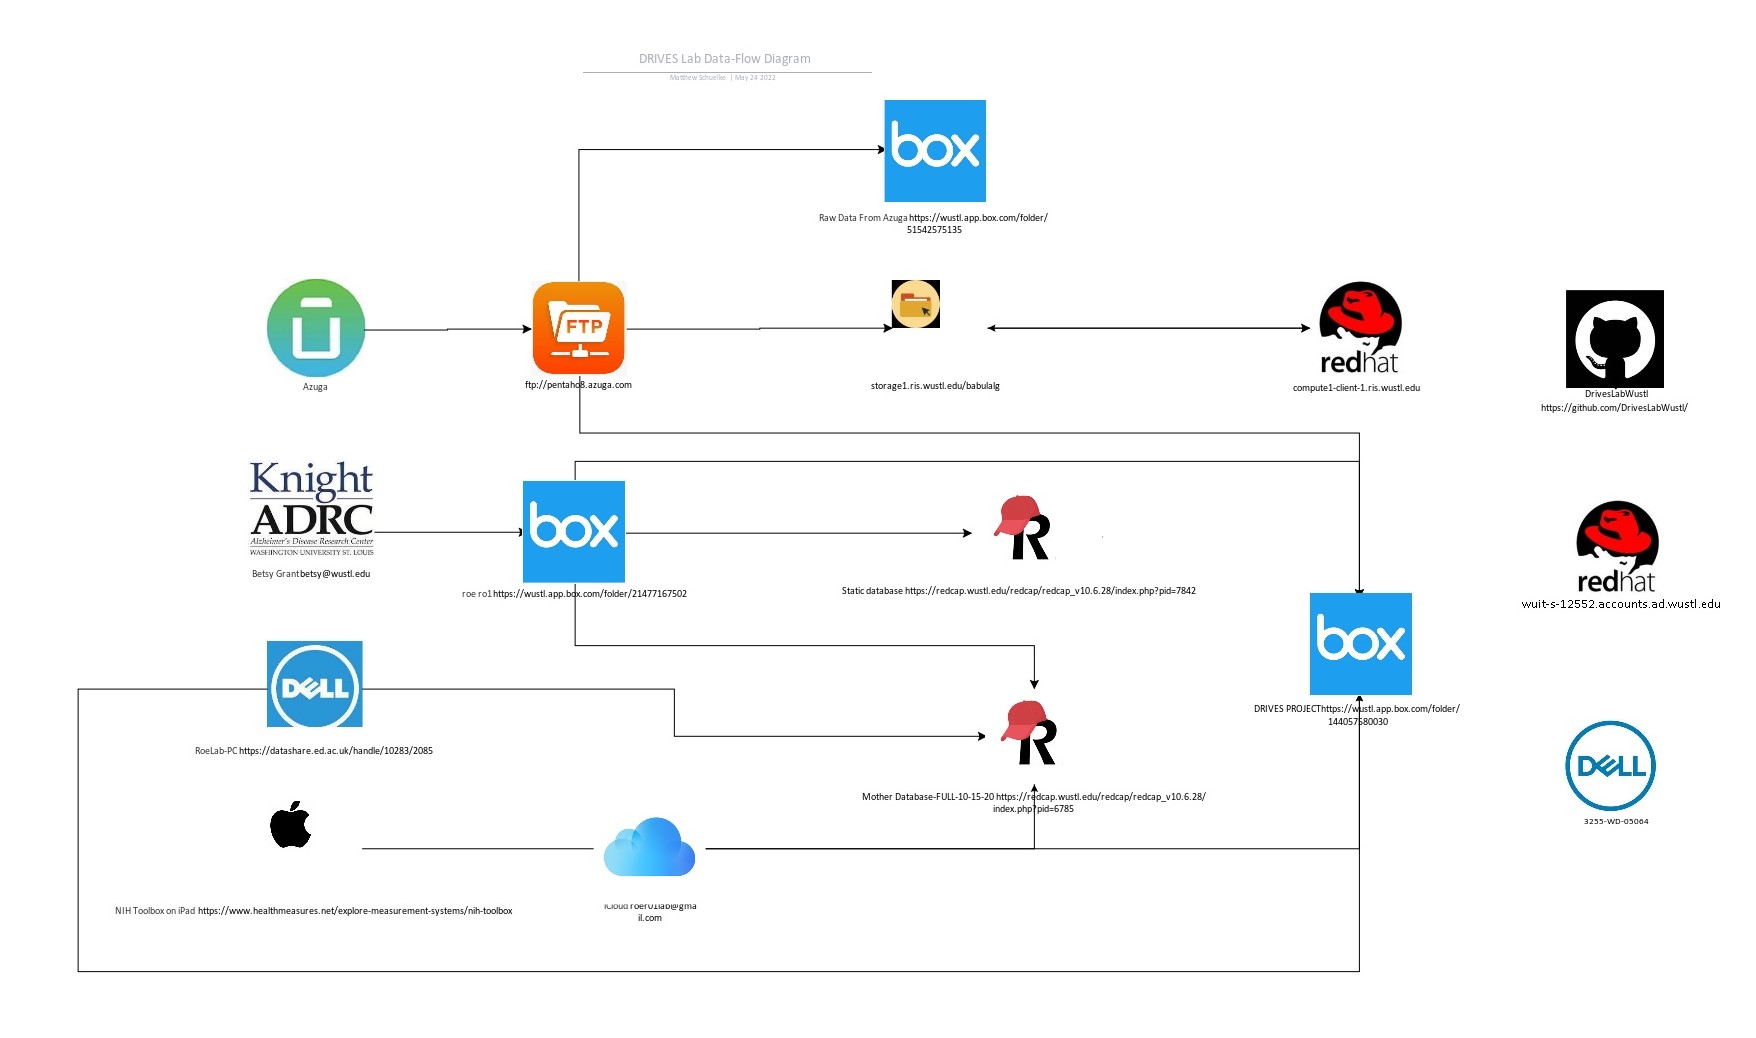 DRIVES Lab Data-Flow Diagram
Matthew Schuelke | May 24 2022
box
Raw Data From Azuga https://wustl.app.box.com/folder/
51542575135
Azuga
FTP
ftp://pentaho8.azuga.com
storage1.ris.wustl.edu/babulalg
redhat
compute1-client-1.ris.wustl.edu
DrivesLabWustl
https://github.com/DrivesLabWustl/
Knight
ADRC
Alzheimer's Disease Research Center
WASHINGTON UNIVERSITY ST. LOUIS
Betsy Grant betsy@wustl.edu
box
roe ro1 https://wustl.app.box.com/folder/21477167502
R
Static database https://redcap.wustl.edu/redcap/redcap_v10.6.28/index.php?pid=7842
redhat
wuit-s-12552.accounts.ad.wustl.edu
box
DRIVES PROJECT https://wustl.app.box.com/folder/
144057580030
DELL
RoeLab-PC https://datashare.ed.ac.uk/handle/10283/2085
R
Mother Database-FULL-10-15-20 https://redcap.wustl.edu/redcap/redcap_v10.6.28/
index.php?pid=6785
DELL
3255-WD-05064
NIH Toolbox on iPad https://www.healthmeasures.net/explore-measurement-systems/nih-toolbox
iCloud roer01lab@gma
il.com